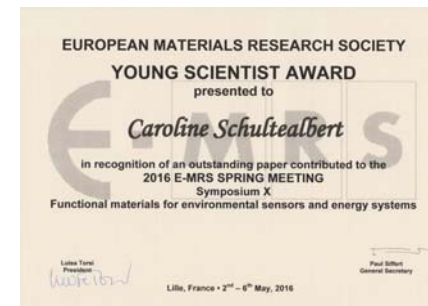 EUROPEAN MATERIALS RESEARCH SOCIETY
YOUNG SCIENTIST AWARD
presented to
E-MRS
Caroline Schultealbert
in recognition of an outstanding paper contributed to the
2016 E-MRS SPRING MEETING
Symposium X
Functional materials for environmental sensors and energy systems
Luisa Torsi
President
Paul Siffert
General Secretary
Lille, France • 2nd – 6th May, 2016